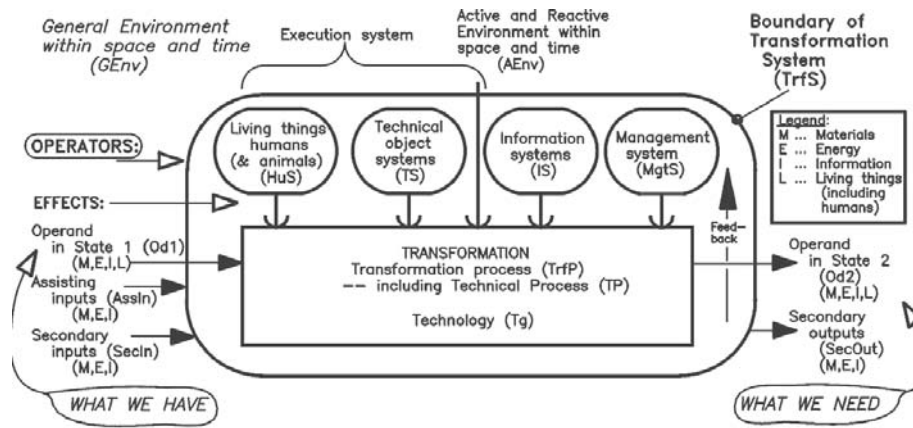 General Environment
within space and time
(GEnv)
Execution system
Active and Reactive
Environment within
space and time
(AEnv)
Boundary of
Transformation
System
(TrfS)
OPERATORS:
Living things
humans
(& animals)
(HuS)
Technical
object
systems
(TS)
Information
systems
(IS)
Management
system
(MgtS)
Legend:
M ... Materials
E ... Energy
I ... Information
L ... Living things
(including
humans)
EFFECTS:
Feed-
back
Operand
in State 1 (Od1)
(M,E,I,L)
Assisting
inputs (AssIn)
(M,E,I)
Secondary
inputs (SecIn)
(M,E,I)
TRANSFORMATION
Transformation process (TrfP)
-- including Technical Process (TP)
Technology (Tg)
Operand
in State 2
(Od2)
(M,E,I,L)
Secondary
outputs
(SecOut)
(M,E,I)
WHAT WE HAVE
WHAT WE NEED